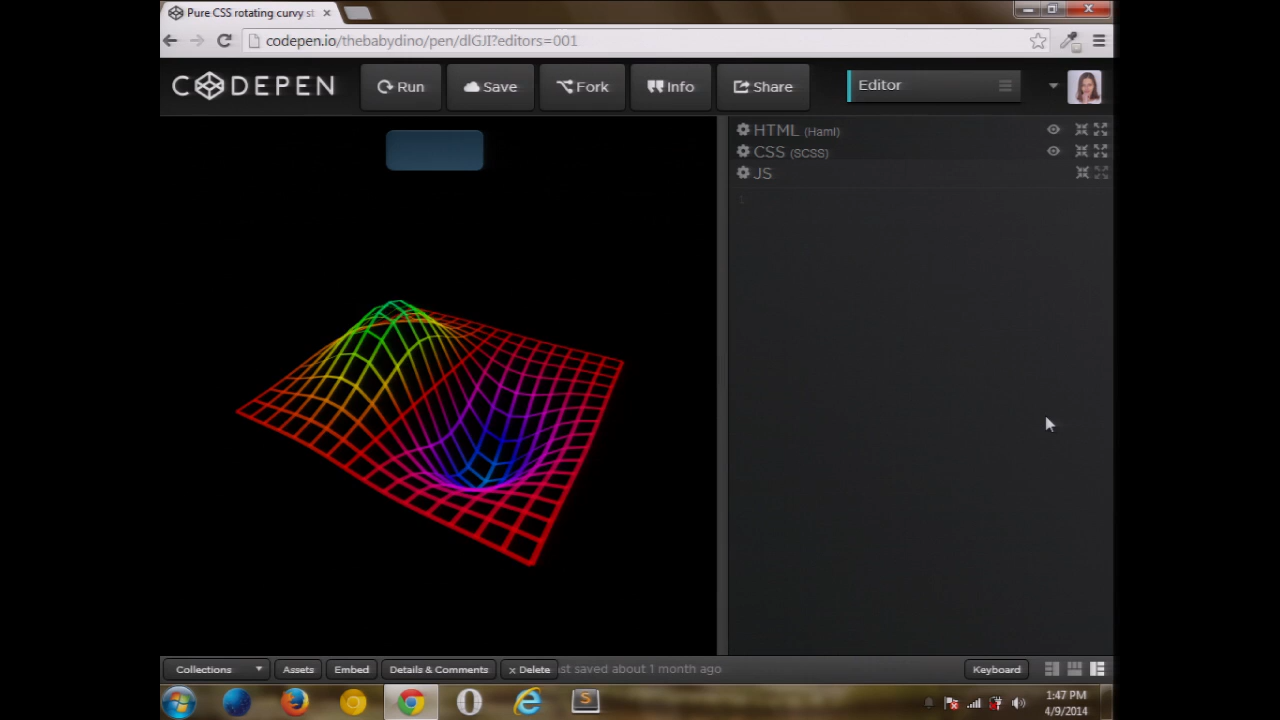 Pure CSS rotating curvy st
codepen.io/thebabydino/pen/dlGJI?editors=001
CODEPEN
Run
Save
Fork
Info
Share
Editor
HTML (Haml)
CSS (SCSS)
JS
1
Collections
Assets
Embed
Details & Comments
x Delete
st saved about 1 month ago
Keyboard
1:47 PM
4/9/2014